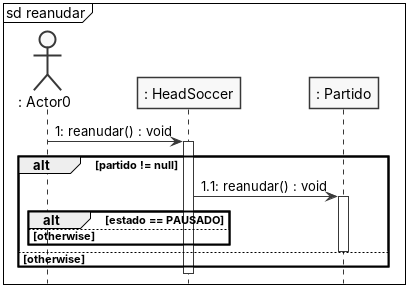 sd reanudar
: Actor0
: HeadSoccer
: Partido
1: reanudar() : void
alt [partido != null]
1.1: reanudar() : void
alt [estado == PAUSADO]
[otherwise]
[otherwise]